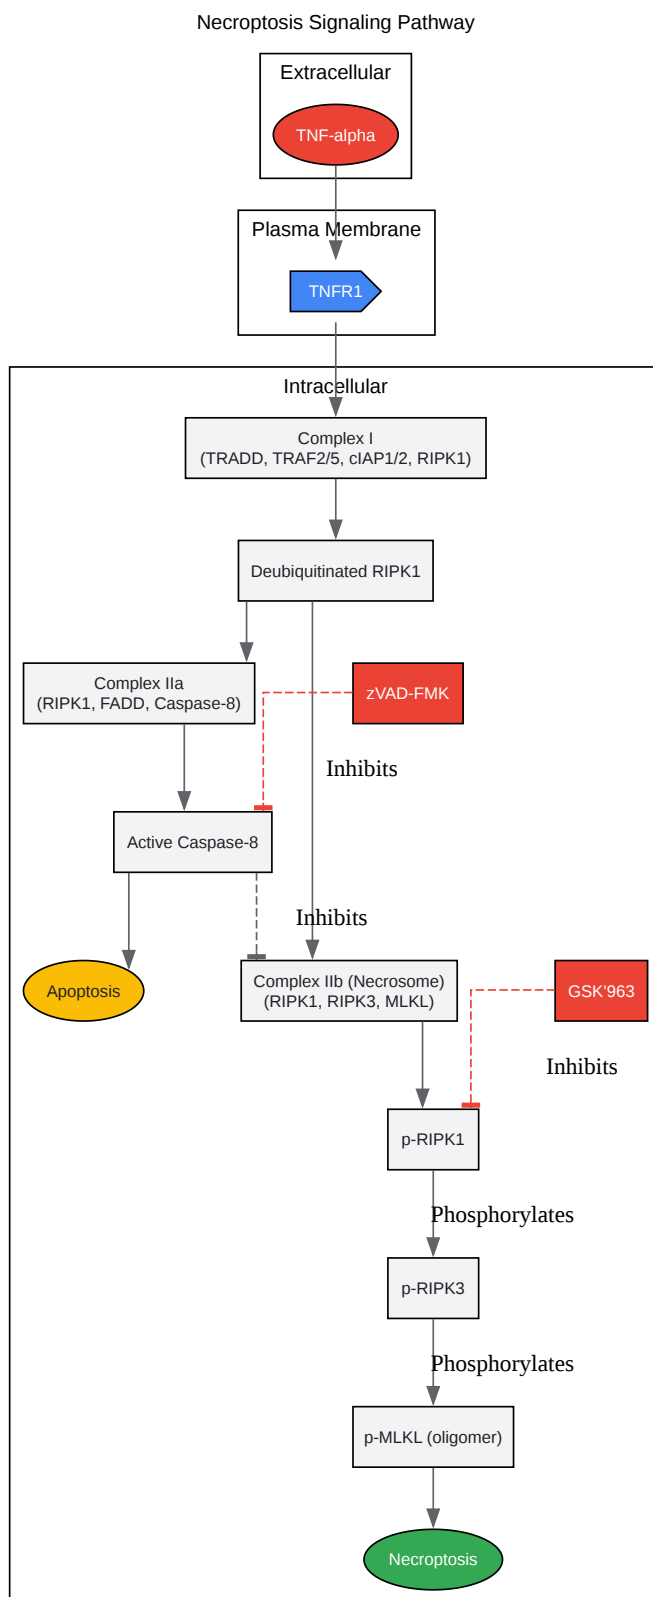 Necroptosis Signaling Pathway
Extracellular
TNF-alpha
Plasma Membrane
TNFR1
Intracellular
Complex I
(TRADD, TRAF2/5, cIAP1/2, RIPK1)
Deubiquitinated RIPK1
Complex IIa
(RIPK1, FADD, Caspase-8)
zVAD-FMK
Inhibits
Active Caspase-8
Inhibits
Apoptosis
Complex IIb (Necrosome)
(RIPK1, RIPK3, MLKL)
GSK'963
Inhibits
p-RIPK1
Phosphorylates
p-RIPK3
Phosphorylates
p-MLKL (oligomer)
Necroptosis